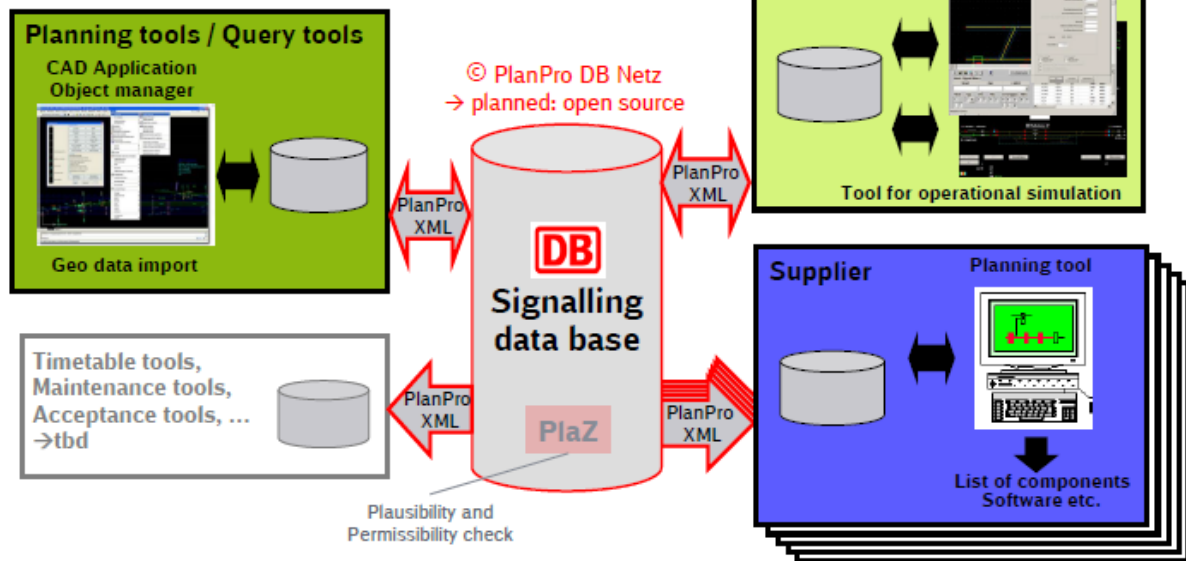 Planning tools / Query tools
CAD Application
Object manager
Geo data import
© PlanPro DB Netz
→ planned: open source
PlanPro
XML
PlanPro
XML
Tool for operational simulation
DB
Signalling
data base
PlaZ
Plausibility and
Permissibility check
Timetable tools,
Maintenance tools,
Acceptance tools, ...
→tbd
PlanPro
XML
PlanPro
XML
Supplier
Planning tool
List of components
Software etc.